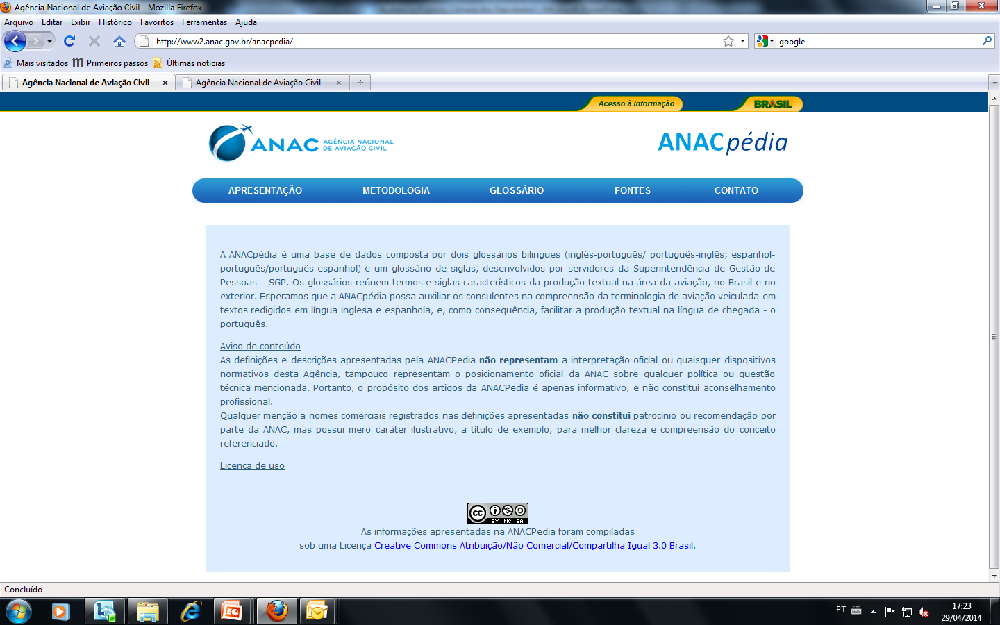 Agência Nacional de Aviação Civil - Mozilla Firefox
Arquivo Editar Exibir Histórico Favoritos Ferramentas Ajuda
http://www2.anac.gov.br/anacpedia/
google
Mais visitados Primeiros passos Últimas notícias
Agência Nacional de Aviação Civil Agência Nacional de Aviação Civil
Acesso à Informação BRASIL
ANAC AGÊNCIA NACIONAL
DE AVIAÇÃO CIVIL
ANACpédia
APRESENTAÇÃO METODOLOGIA GLOSSÁRIO FONTES CONTATO
A ANACpédia é uma base de dados composta por dois glossários bilingues (inglês-português/ português-inglês; espanhol-
português/português-espanhol) e um glossário de siglas, desenvolvidos por servidores da Superintendência de Gestão de
Pessoas – SGP. Os glossários reúnem termos e siglas característicos da produção textual na área da aviação, no Brasil e no
exterior. Esperamos que a ANACpédia possa auxiliar os consulentes na compreensão da terminologia de aviação veiculada em
textos redigidos em língua inglesa e espanhola, e, como consequência, facilitar a produção textual na língua de chegada - o
português.
Aviso de conteúdo
As definições e descrições apresentadas pela ANACPedia não representam a interpretação oficial ou quaisquer dispositivos
normativos desta Agência, tampouco representam o posicionamento oficial da ANAC sobre qualquer política ou questão
técnica mencionada. Portanto, o propósito dos artigos da ANACPedia é apenas informativo, e não constitui aconselhamento
profissional.
Qualquer menção a nomes comerciais registrados nas definições apresentadas não constitui patrocínio ou recomendação por
parte da ANAC, mas possui mero caráter ilustrativo, a título de exemplo, para melhor clareza e compreensão do conceito
referenciado.
Licença de uso
cc BY NC SA
As informações apresentadas na ANACPedia foram compiladas
sob uma Licença Creative Commons Atribuição/Não Comercial/Compartilha Igual 3.0 Brasil.
Concluído
PT 17:23
29/04/2014